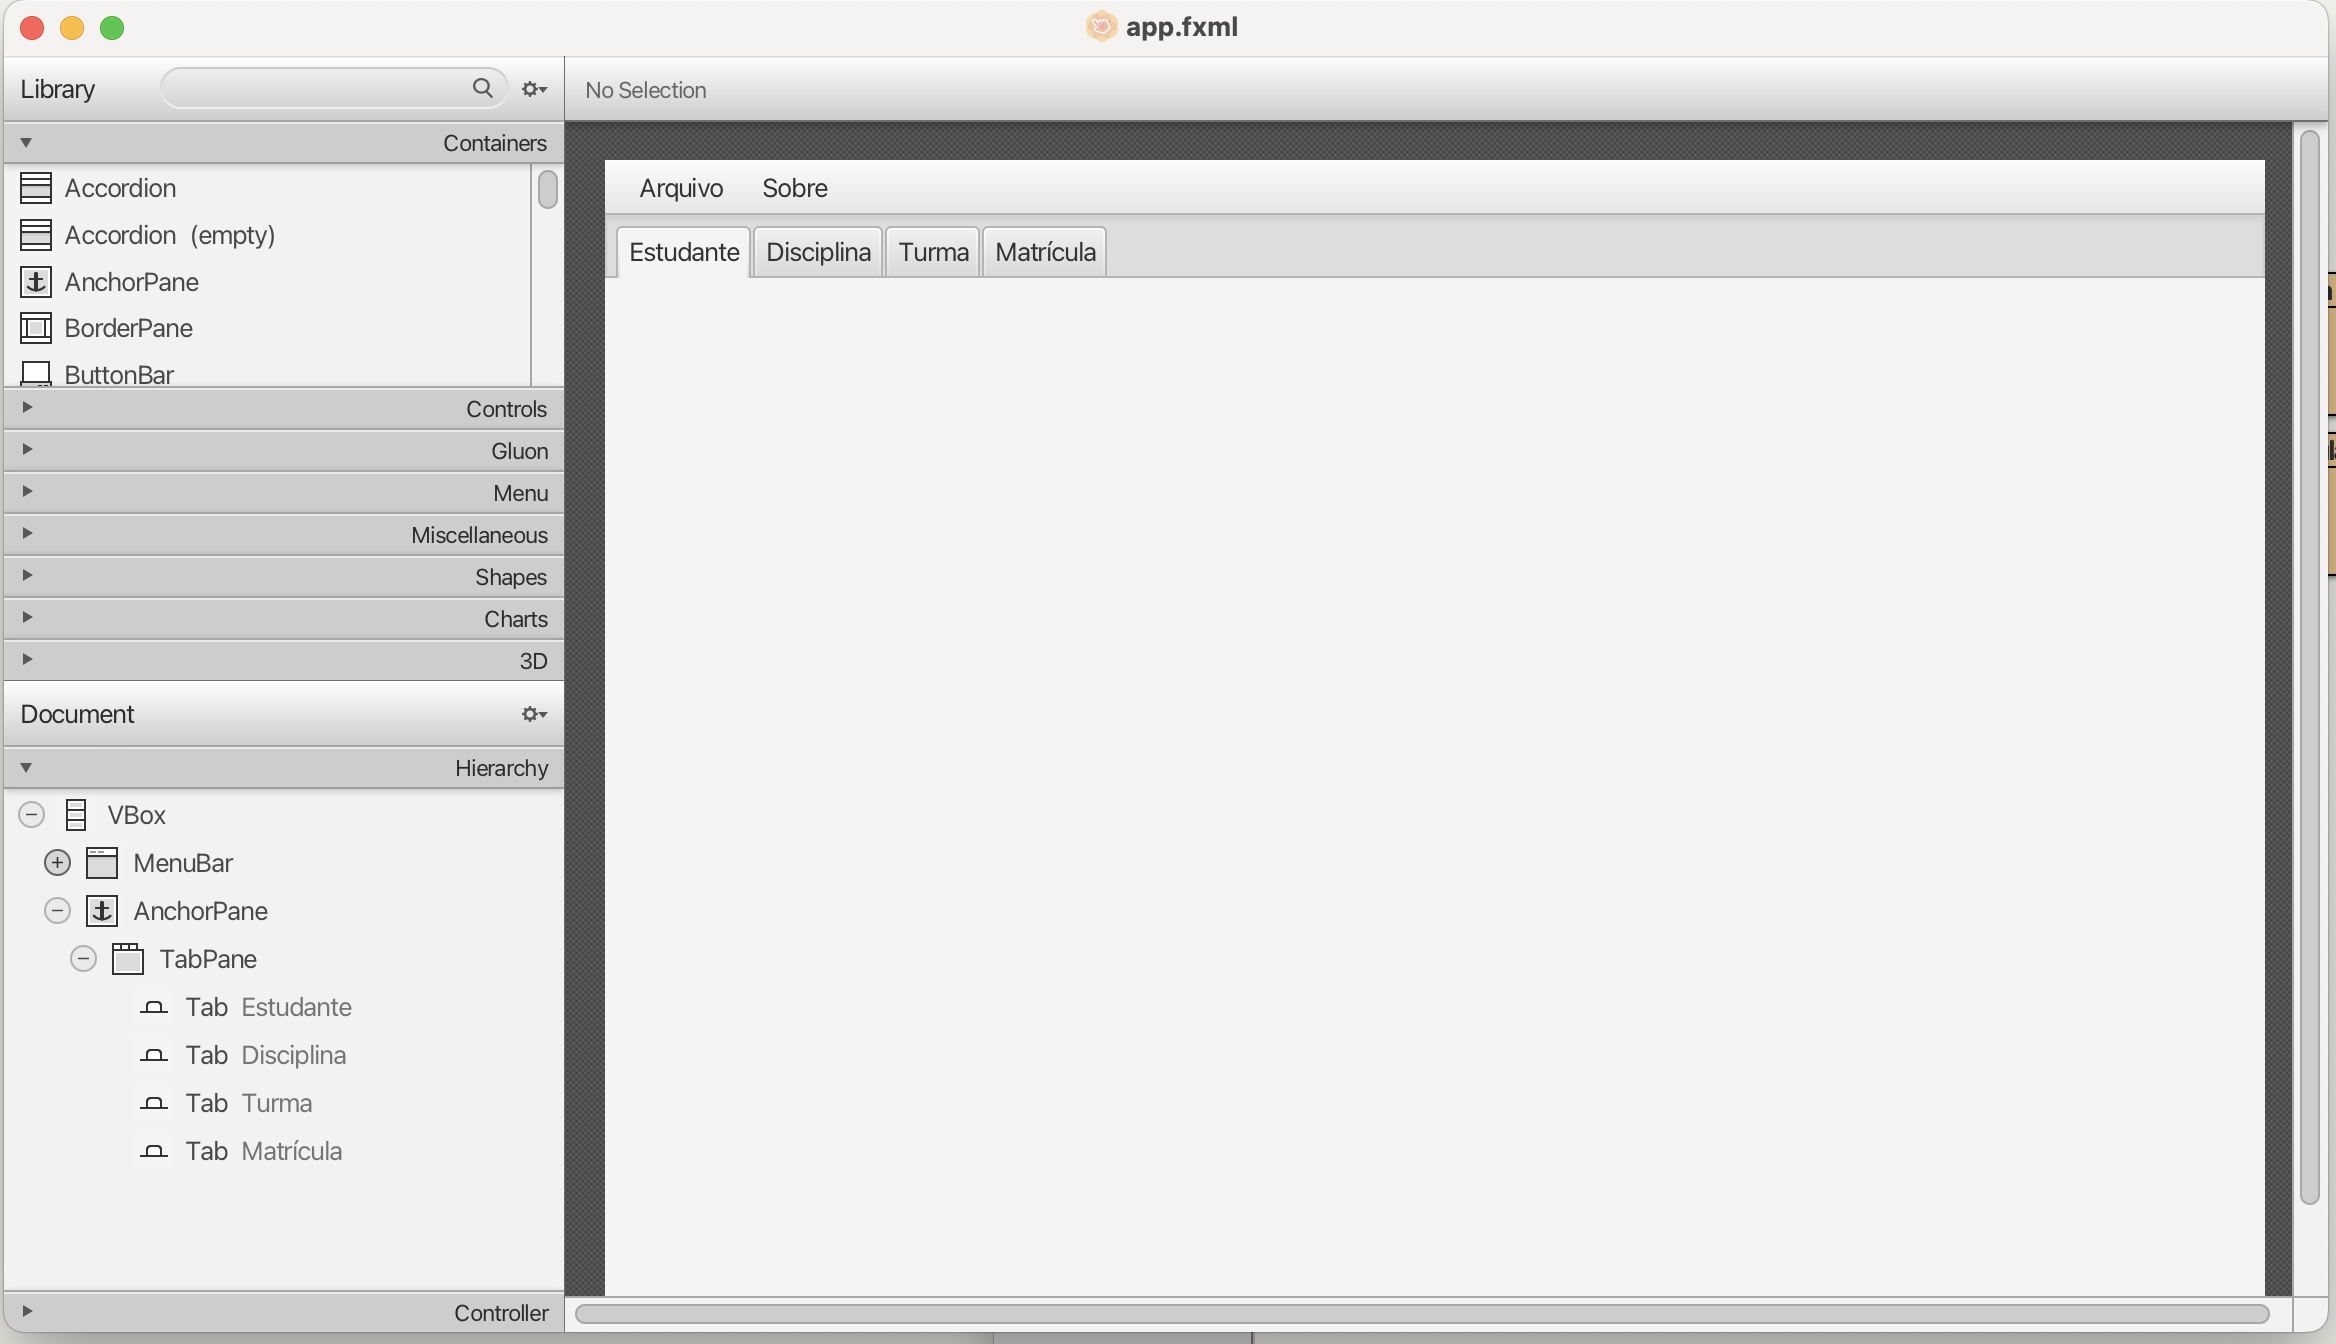 app.fxml
Library
No Selection
Containers
Accordion
Accordion (empty)
AnchorPane
BorderPane
ButtonBar
Controls
Gluon
Menu
Miscellaneous
Shapes
Charts
3D
Document
Hierarchy
VBox
MenuBar
AnchorPane
TabPane
Tab Estudante
Tab Disciplina
Tab Turma
Tab Matrícula
Controller
Arquivo Sobre
Estudante Disciplina Turma Matrícula